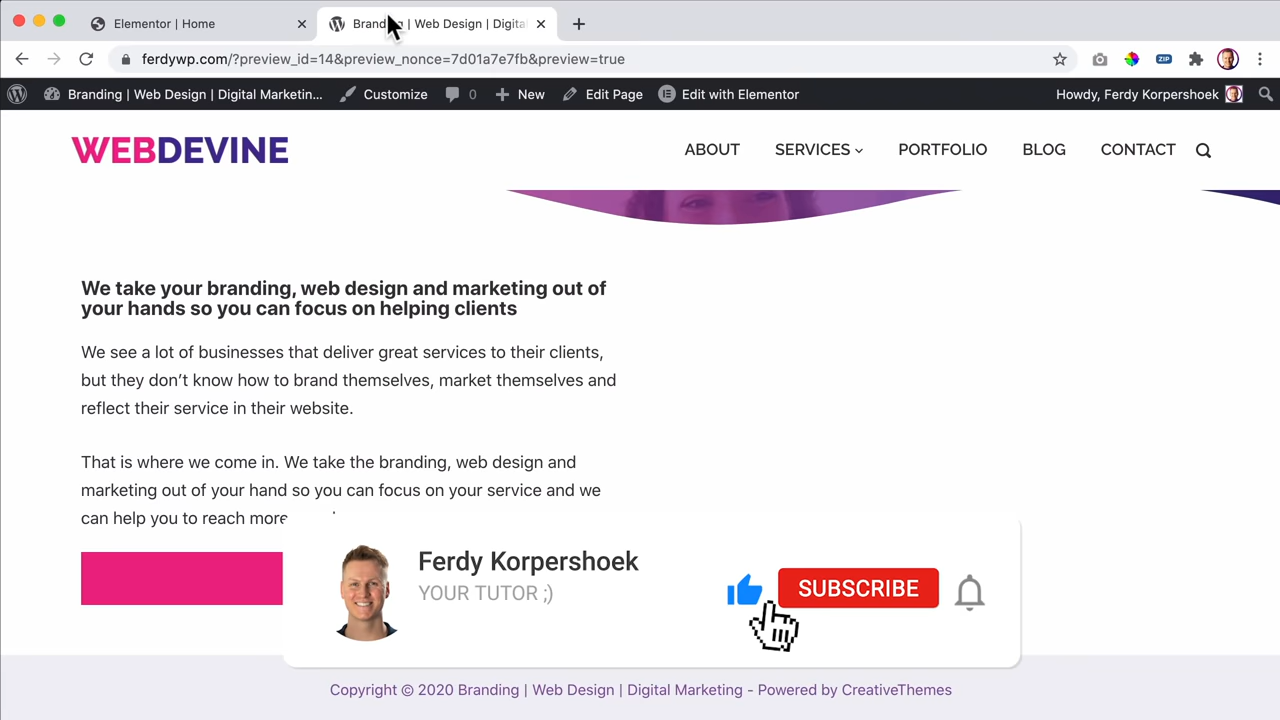 Elementor | Home
Branding | Web Design | Digita
ferdywp.com/?preview_id=14&preview_nonce=7d01a7e7fb&preview=true
ZIP
Branding | Web Design | Digital Marketin... Customize 0 New Edit Page Edit with Elementor Howdy, Ferdy Korpershoek
WEBDEVINE ABOUT SERVICES PORTFOLIO BLOG CONTACT
We take your branding, web design and marketing out of
your hands so you can focus on helping clients
We see a lot of businesses that deliver great services to their clients,
but they don’t know how to brand themselves, market themselves and
reflect their service in their website.
That is where we come in. We take the branding, web design and
marketing out of your hand so you can focus on your service and we
can help you to reach more
Ferdy Korpershoek
YOUR TUTOR ;)
SUBSCRIBE
Copyright © 2020 Branding | Web Design | Digital Marketing - Powered by CreativeThemes